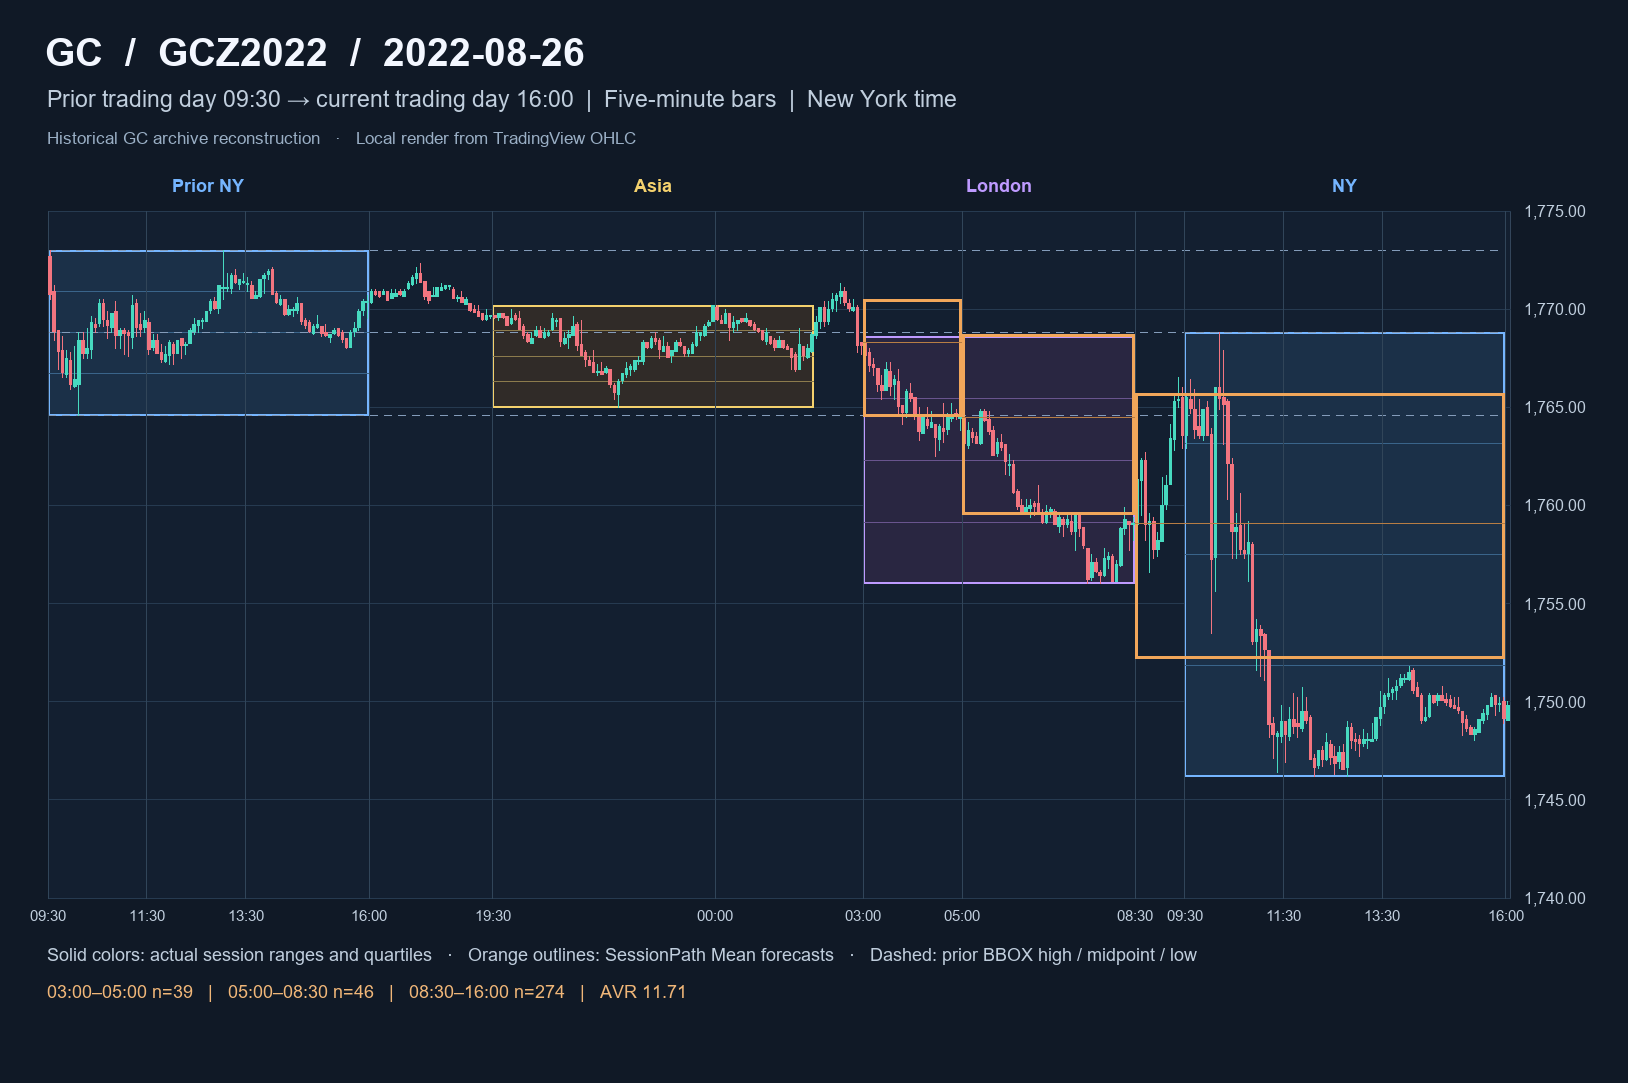 GC / GCZ2022 / 2022-08-26
Prior trading day 09:30 → current trading day 16:00 | Five-minute bars | New York time
Historical GC archive reconstruction · Local render from TradingView OHLC
Prior NY Asia London NY
1,775.00
1,770.00
1,765.00
1,760.00
1,755.00
1,750.00
1,745.00
1,740.00
09:30 11:30 13:30 16:00 19:30 00:00 03:00 05:00 08:30 09:30 11:30 13:30 16:00
Solid colors: actual session ranges and quartiles · Orange outlines: SessionPath Mean forecasts · Dashed: prior BBOX high / midpoint / low
03:00–05:00 n=39 | 05:00–08:30 n=46 | 08:30–16:00 n=274 | AVR 11.71